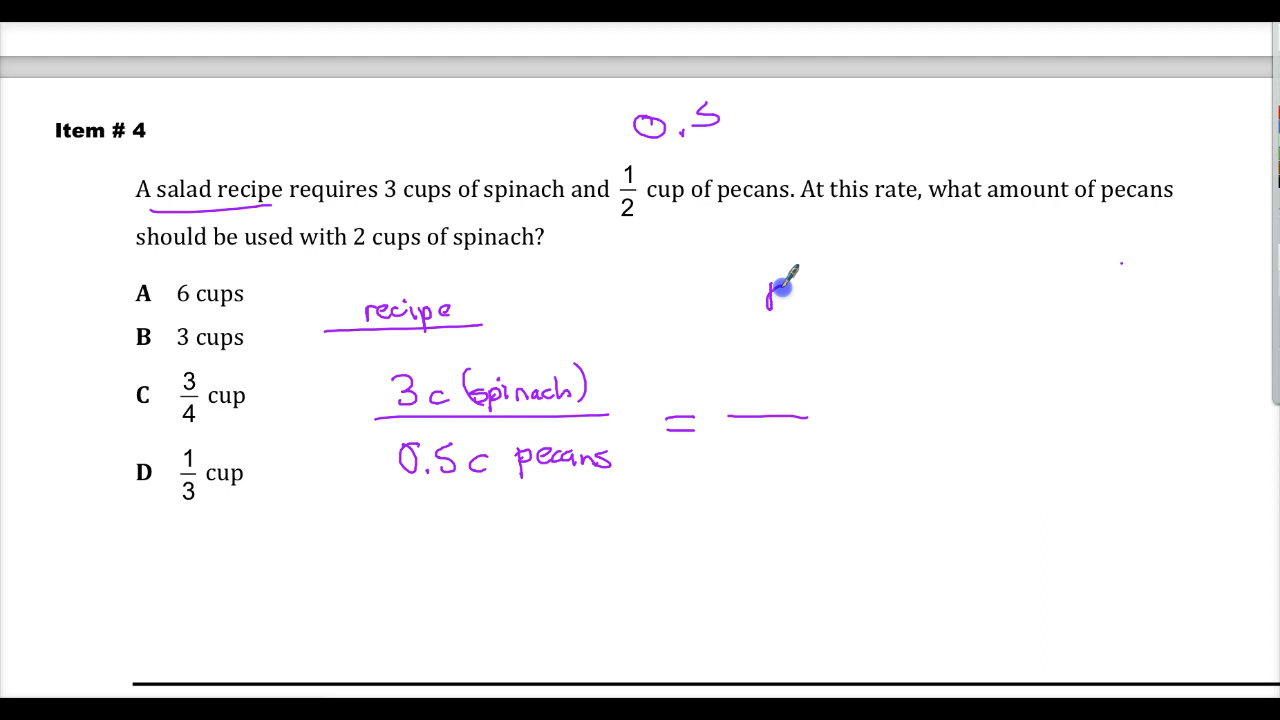 Item # 4
0.5
A salad recipe requires 3 cups of spinach and 1/2 cup of pecans. At this rate, what amount of pecans
should be used with 2 cups of spinach?
A 6 cups
B 3 cups
C 3/4 cup
D 1/3 cup
recipe
3 c (spinach)
0.5 c pecans
=